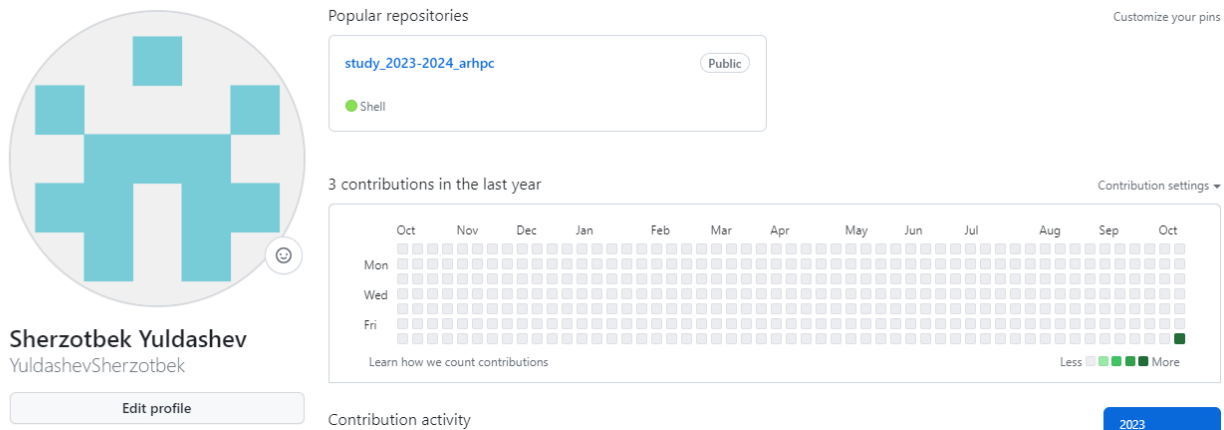 Popular repositories
Customize your pins
study_2023-2024_arhpc
Public
Shell
3 contributions in the last year
Contribution settings
Oct Nov Dec Jan Feb Mar Apr May Jun Jul Aug Sep Oct
Mon
Wed
Fri
Learn how we count contributions
Less More
Sherzotbek Yuldashev
YuldashevSherzotbek
Edit profile
Contribution activity
2023